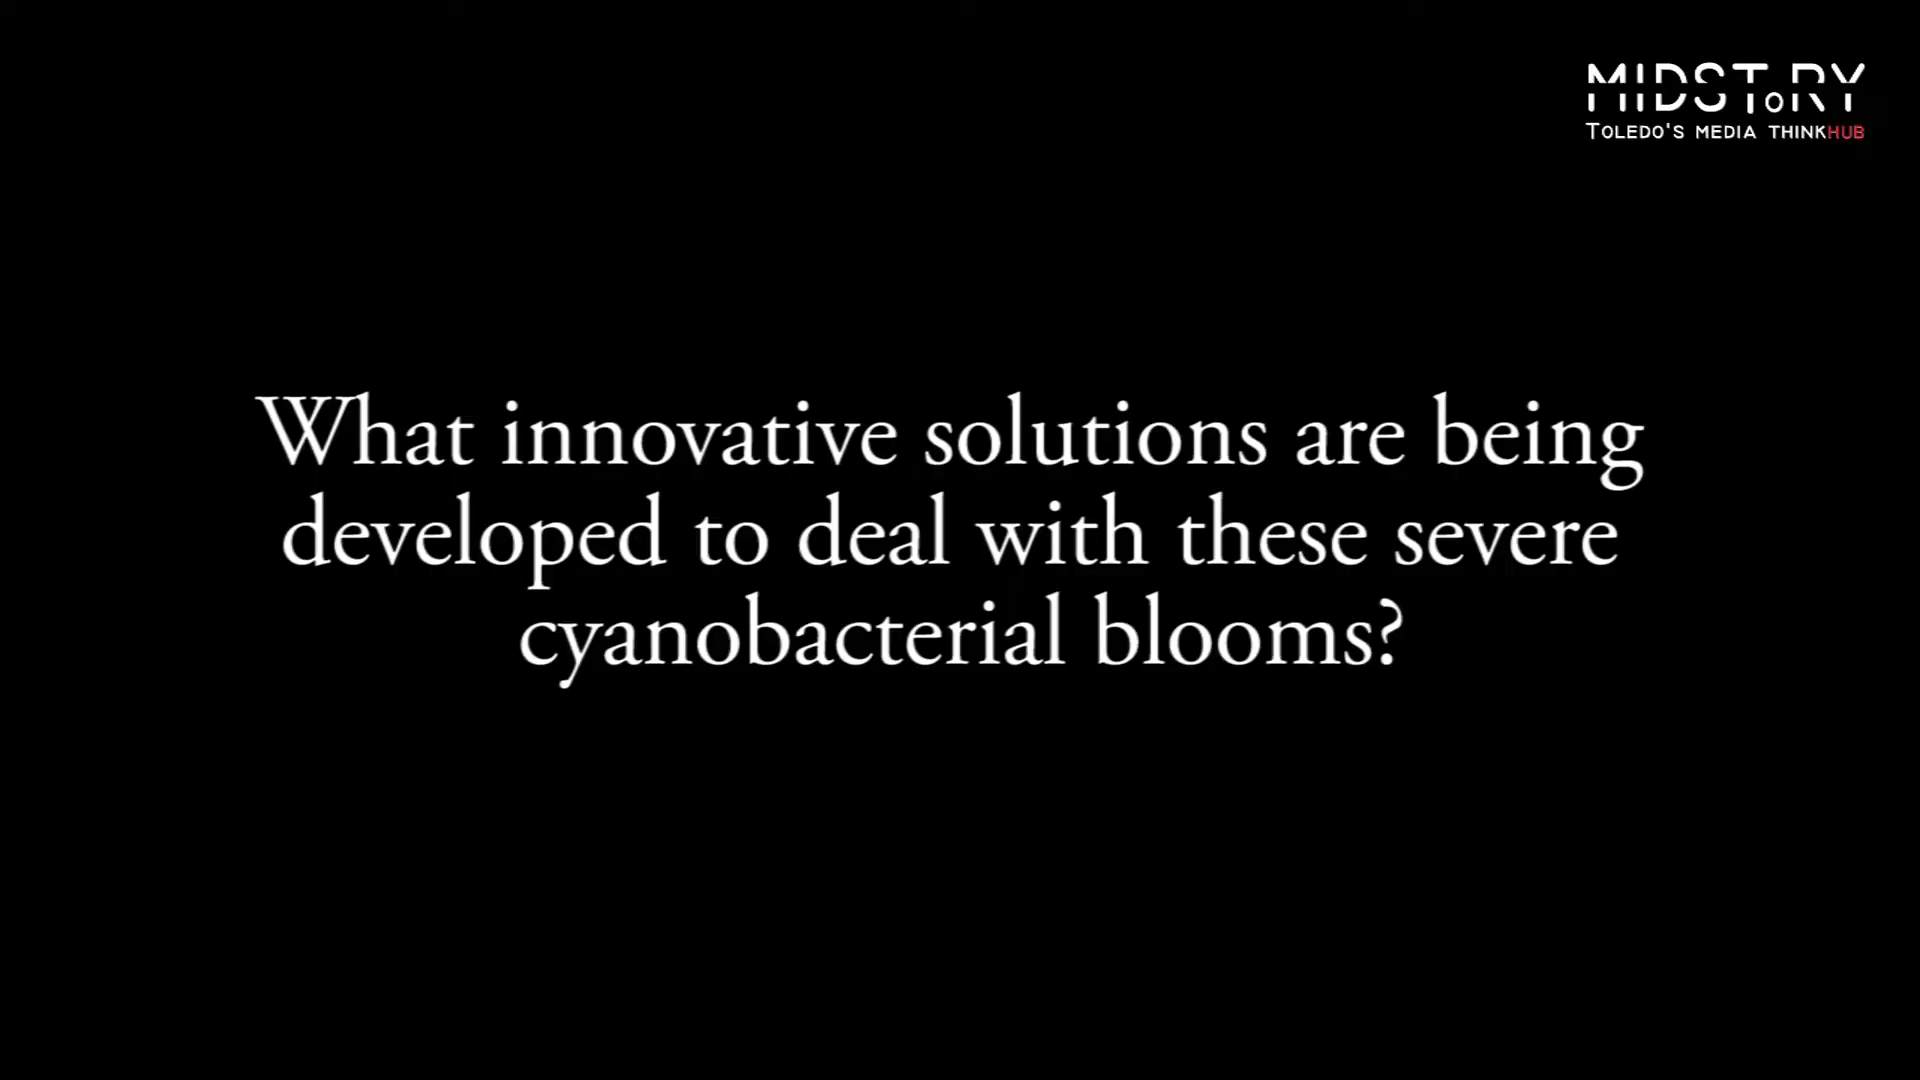 MIDSToRY
TOLEDO'S MEDIA THINKHUB
What innovative solutions are being
developed to deal with these severe
cyanobacterial blooms?